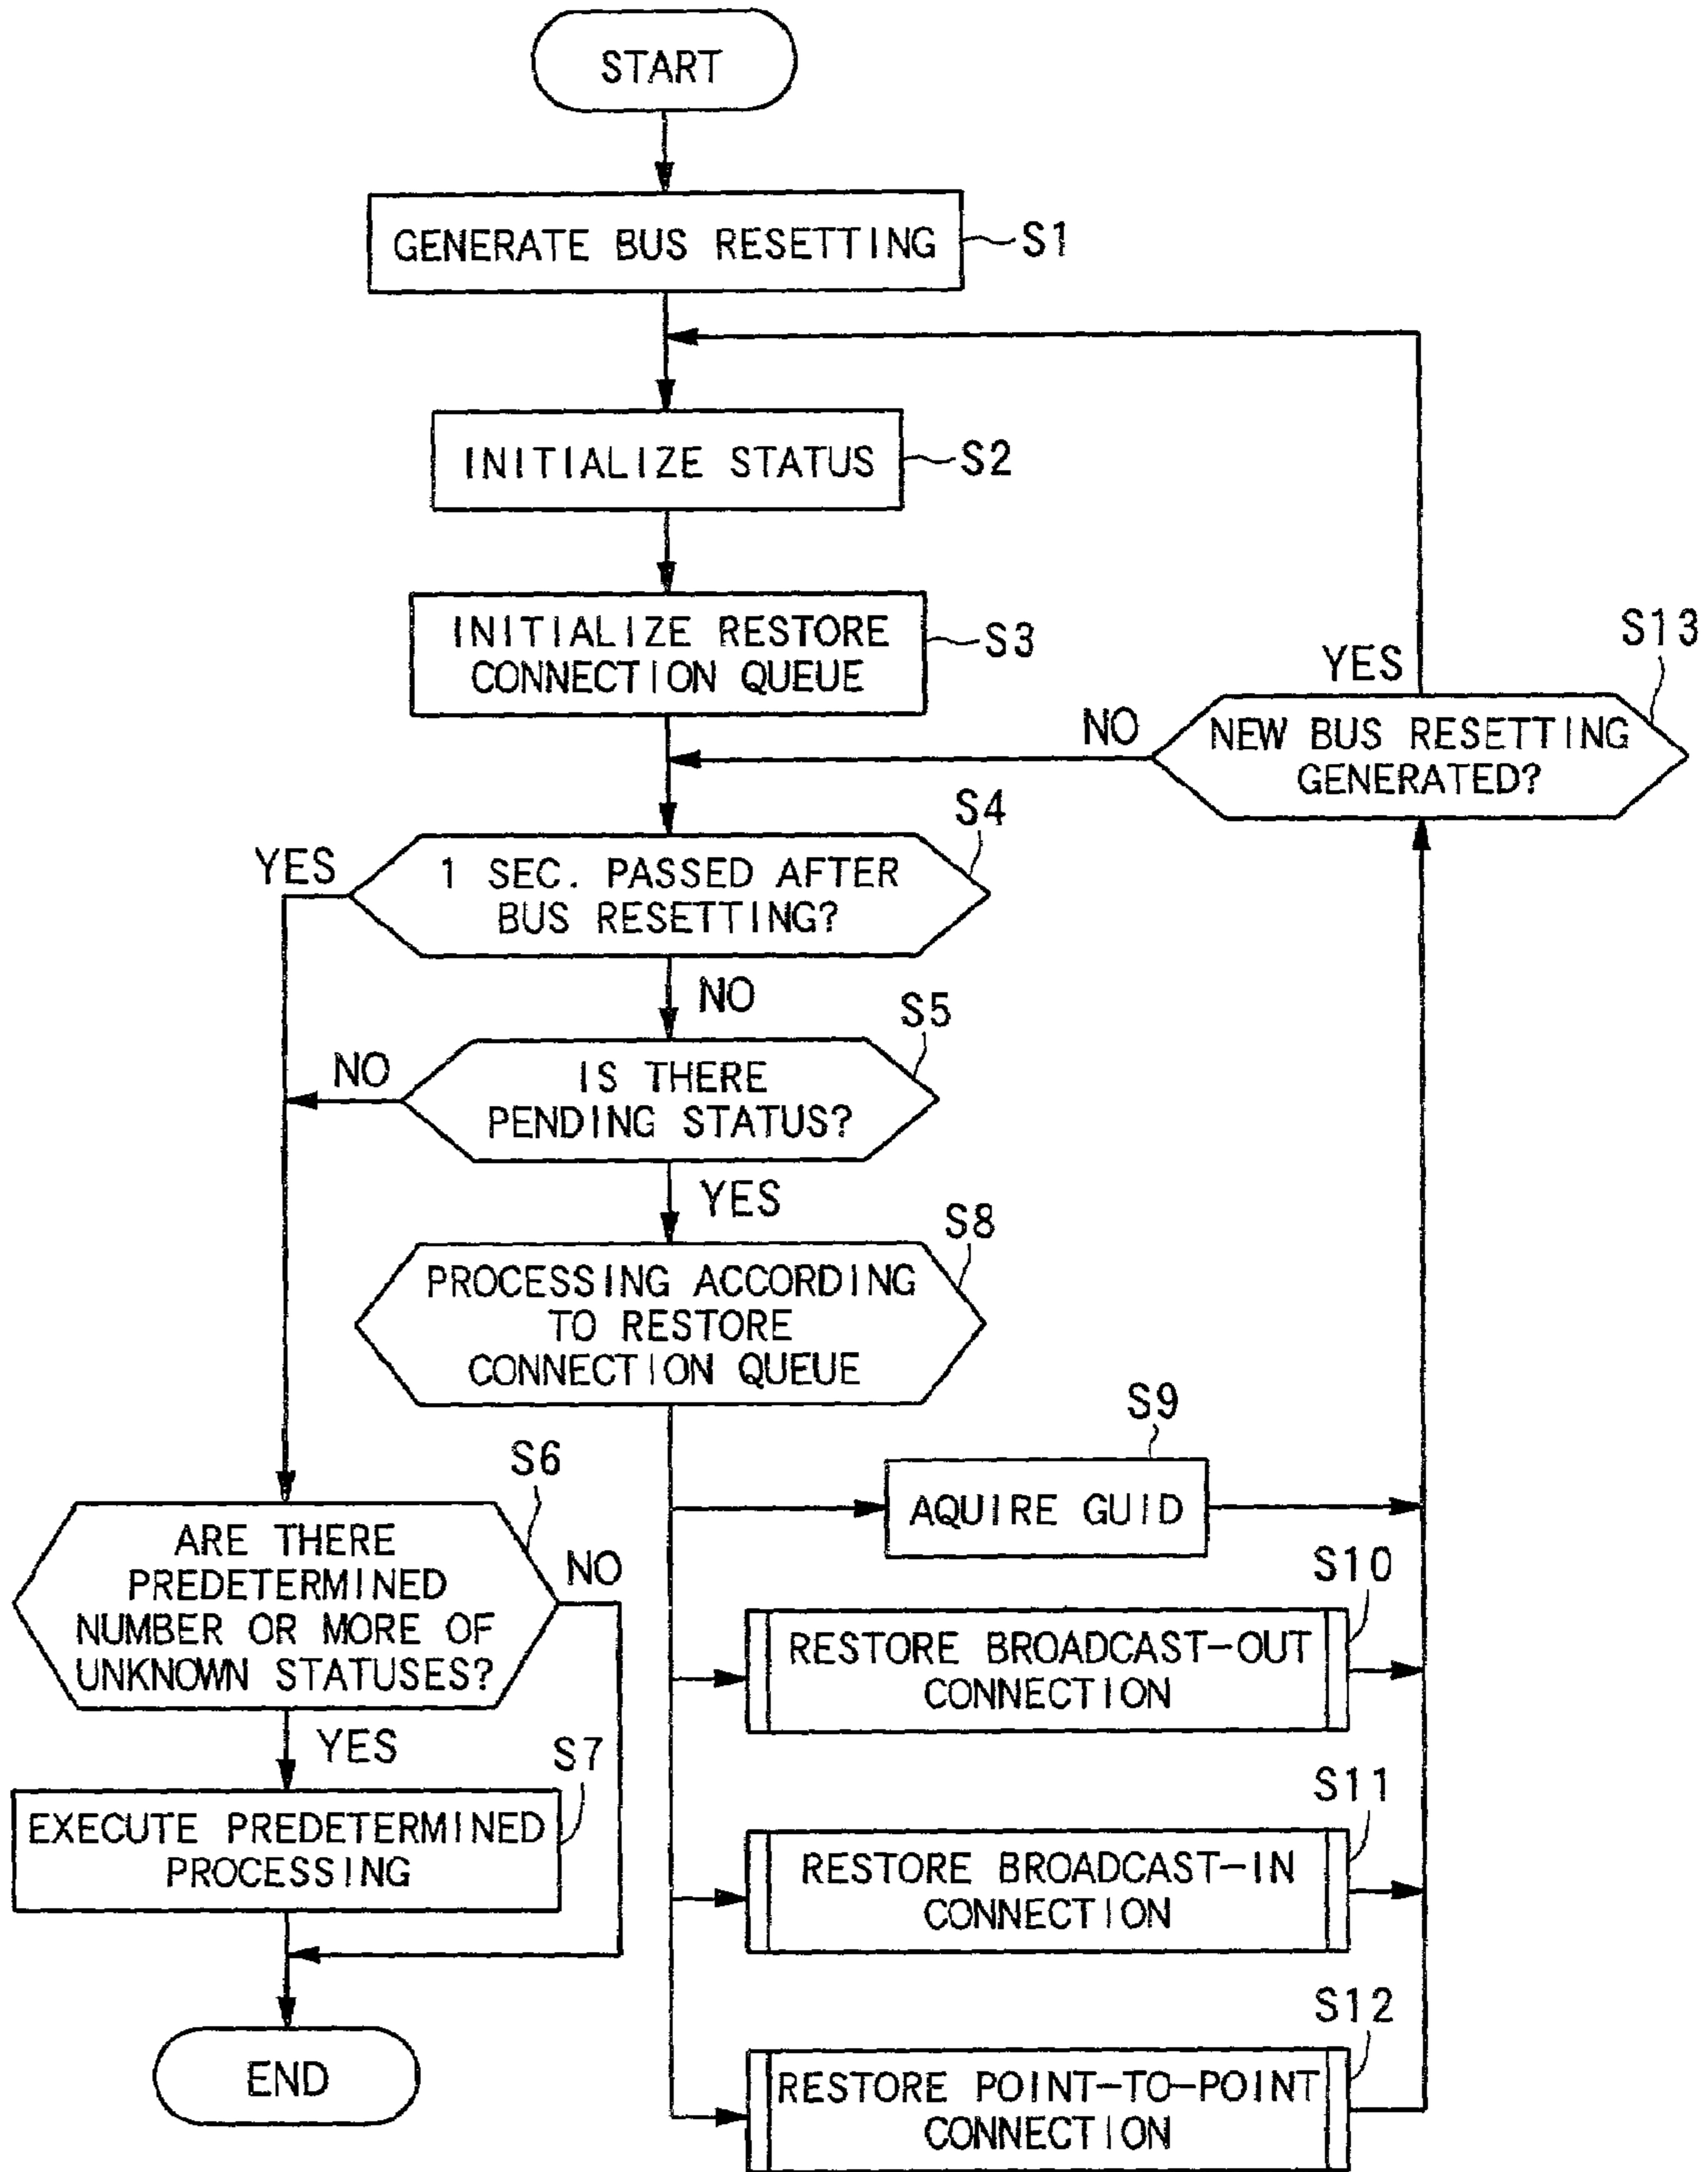 START
GENERATE BUS RESETTING
S1
INITIALIZE STATUS
S2
INITIALIZE RESTORE
CONNECTION QUEUE
S3
S13
YES
NEW BUS RESETTING
GENERATED?
NO
S4
YES
1 SEC. PASSED AFTER
BUS RESETTING?
NO
S5
NO
IS THERE
PENDING STATUS?
YES
S8
PROCESSING ACCORDING
TO RESTORE
CONNECTION QUEUE
S9
AQUIRE GUID
S6
ARE THERE
PREDETERMINED
NUMBER OR MORE OF
UNKNOWN STATUSES?
NO
S10
RESTORE BROADCAST-OUT
CONNECTION
YES
S7
EXECUTE PREDETERMINED
PROCESSING
S11
RESTORE BROADCAST-IN
CONNECTION
S12
RESTORE POINT-TO-POINT
CONNECTION
END